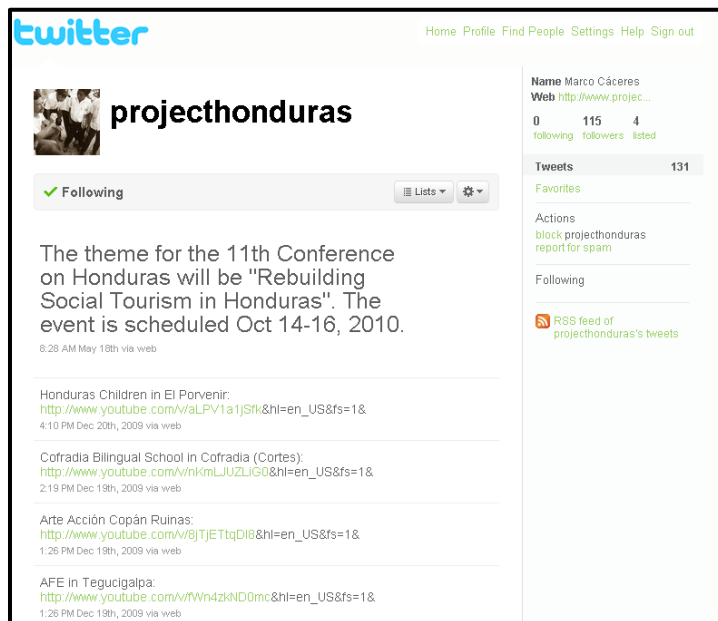 twitter
Home Profile Find People Settings Help Sign out
projecthonduras
Following
Lists
The theme for the 11th Conference
on Honduras will be "Rebuilding
Social Tourism in Honduras". The
event is scheduled Oct 14-16, 2010.
8:28 AM May 18th via web
Honduras Children in El Porvenir:
http://www.youtube.com/v/aLPV1a1jSfk&hl=en_US&fs=1&
4:10 PM Dec 20th, 2009 via web
Cofradia Bilingual School in Cofradia (Cortes):
http://www.youtube.com/v/nKmLJUZLiG0&hl=en_US&fs=1&
2:19 PM Dec 19th, 2009 via web
Arte Acción Copán Ruinas:
http://www.youtube.com/v/8jTjETtqDI8&hl=en_US&fs=1&
1:26 PM Dec 19th, 2009 via web
AFE in Tegucigalpa:
http://www.youtube.com/v/fWn4zkND0mc&hl=en_US&fs=1&
1:26 PM Dec 19th, 2009 via web
Name Marco Cáceres
Web http://www.projec...
0 115 4
following followers listed
Tweets 131
Favorites
Actions
block projecthonduras
report for spam
Following
RSS feed of
projecthonduras's tweets